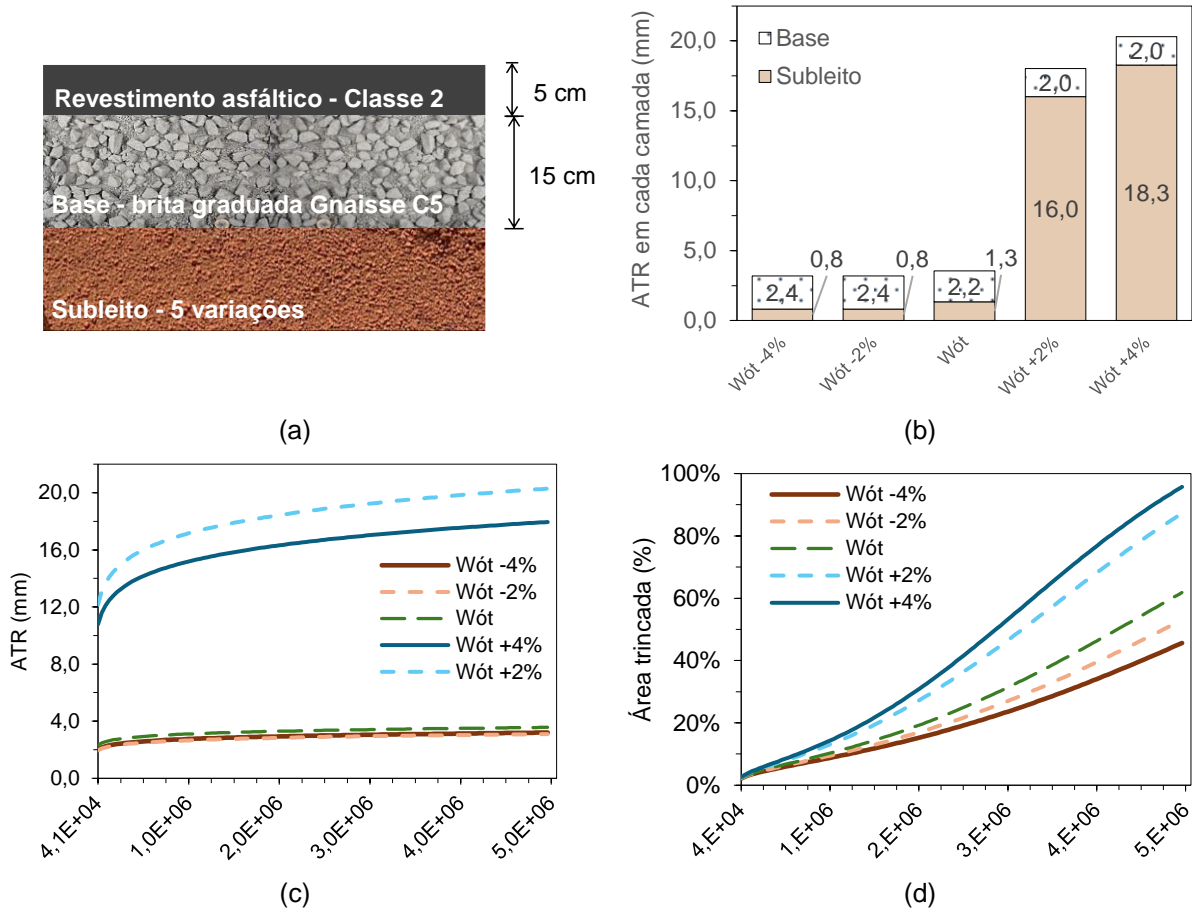 Revestimento asfáltico - Classe 2
5 cm
15 cm
Base - brita graduada Gnaisse C5
Subleito - 5 variações
(a)
ATR em cada camada (mm)
20,0
15,0
10,0
5,0
0,0
Base
Subleito
2,4
0,8
2,4
0,8
2,2
1,3
2,0
16,0
2,0
18,3
Wót -4%
Wót -2%
Wót
Wót +2%
Wót +4%
(b)
ATR (mm)
20,0
16,0
12,0
8,0
4,0
0,0
Wót -4%
Wót -2%
Wót
Wót +4%
Wót +2%
4,1E+04
1,0E+06
2,0E+06
3,0E+06
4,0E+06
5,0E+06
(c)
Área trincada (%)
100%
80%
60%
40%
20%
0%
Wót -4%
Wót -2%
Wót
Wót +2%
Wót +4%
4,E+04
1,E+06
2,E+06
3,E+06
4,E+06
5,E+06
(d)